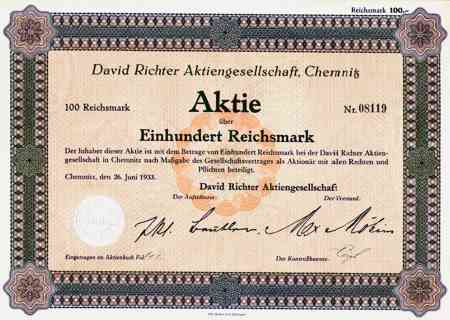 Reichsmark 100.-
David Richter Aktiengesellschaft, Chemnitz
100 Reichsmark
Aktie
Nr. 08119
über
Einhundert Reichsmark
Der Inhaber dieser Aktie ist mit dem Betrage von Einhundert Reichsmark bei der David Richter Aktien-
gesellschaft in Chemnitz nach Maßgabe des Gesellschaftsvertrages als Aktionär mit allen Rechten und
Pflichten beteiligt.
Chemnitz, den 26. Juni 1933.
David Richter Aktiengesellschaft:
Der Aufsichtsrat:
Der Vorstand:
Eingetragen im Aktienbuch Fol.
Der Kontrollbeamte: